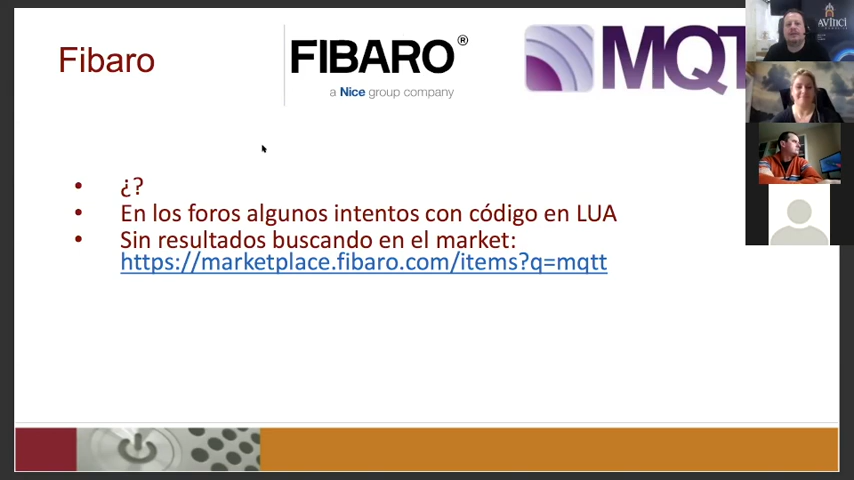 Fibaro
FIBARO®
a Nice group company
MQT
AVINCI
¿?
En los foros algunos intentos con código en LUA
Sin resultados buscando en el market:
https://marketplace.fibaro.com/items?q=mqtt